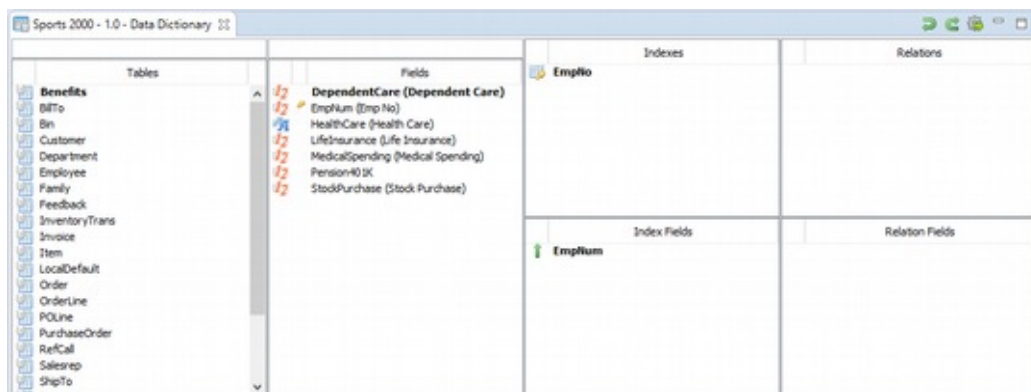 Sports 2000 - 1.0 - Data Dictionary
Tables
Benefits
BillTo
Bin
Customer
Department
Employee
Family
Feedback
InventoryTrans
Invoice
Item
LocalDefault
Order
OrderLine
POLine
PurchaseOrder
RefCall
Salesrep
ShipTo
Fields
DependentCare (Dependent Care)
EmpNum (Emp No)
HealthCare (Health Care)
LifeInsurance (Life Insurance)
MedicalSpending (Medical Spending)
Pension401K
StockPurchase (Stock Purchase)
Indexes
EmpNo
Relations
Index Fields
EmpNum
Relation Fields